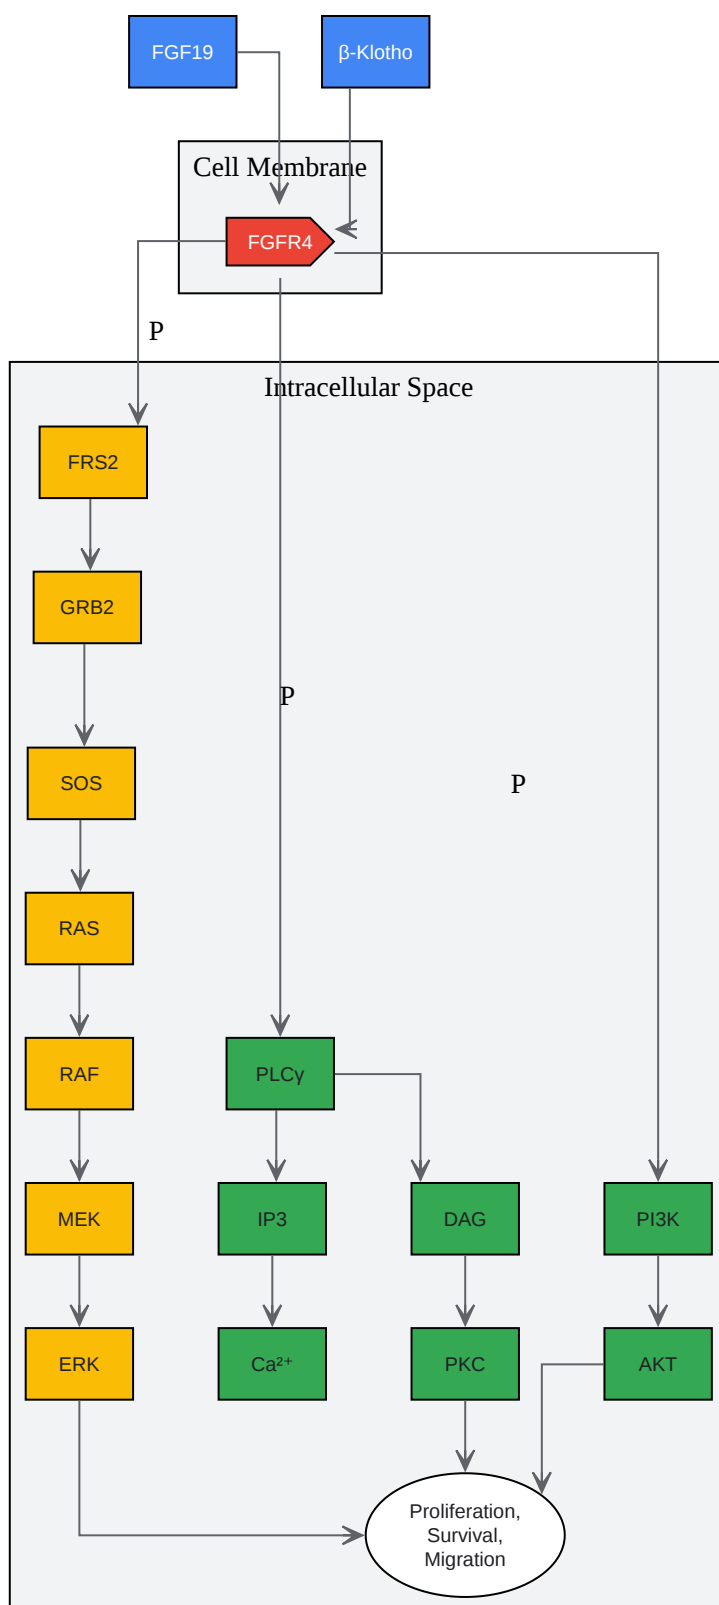 FGF19
β-Klotho
Cell Membrane
FGFR4
P
Intracellular Space
FRS2
GRB2
P
SOS
P
RAS
RAF
PLCγ
MEK
IP3
DAG
PI3K
ERK
Ca²⁺
PKC
AKT
Proliferation,
Survival,
Migration